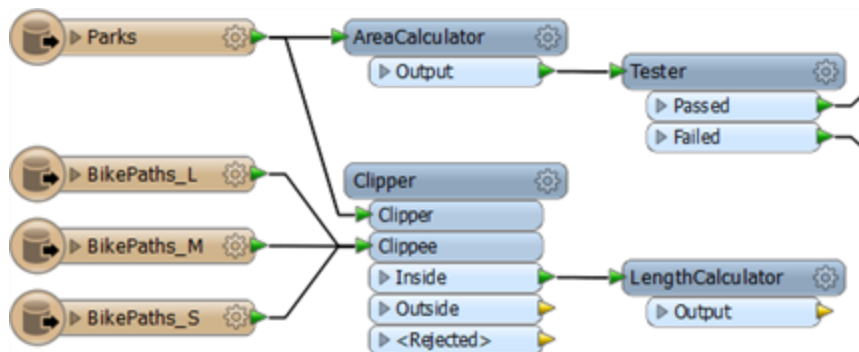 Parks
AreaCalculator
Output
Tester
Passed
Failed
BikePaths_L
BikePaths_M
BikePaths_S
Clipper
Clipper
Clippee
Inside
Outside
<Rejected>
LengthCalculator
Output